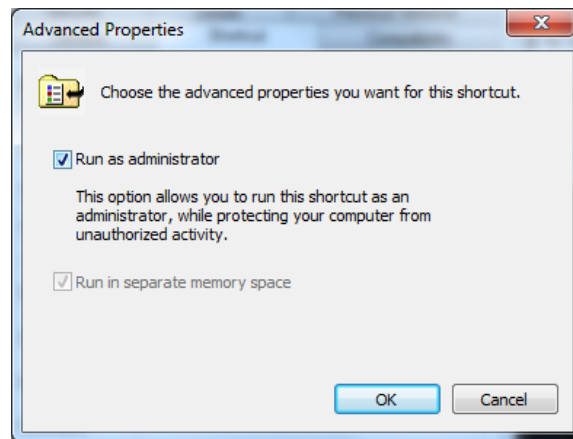 Advanced Properties
Choose the advanced properties you want for this shortcut.
Run as administrator
This option allows you to run this shortcut as an
administrator, while protecting your computer from
unauthorized activity.
Run in separate memory space
OK
Cancel